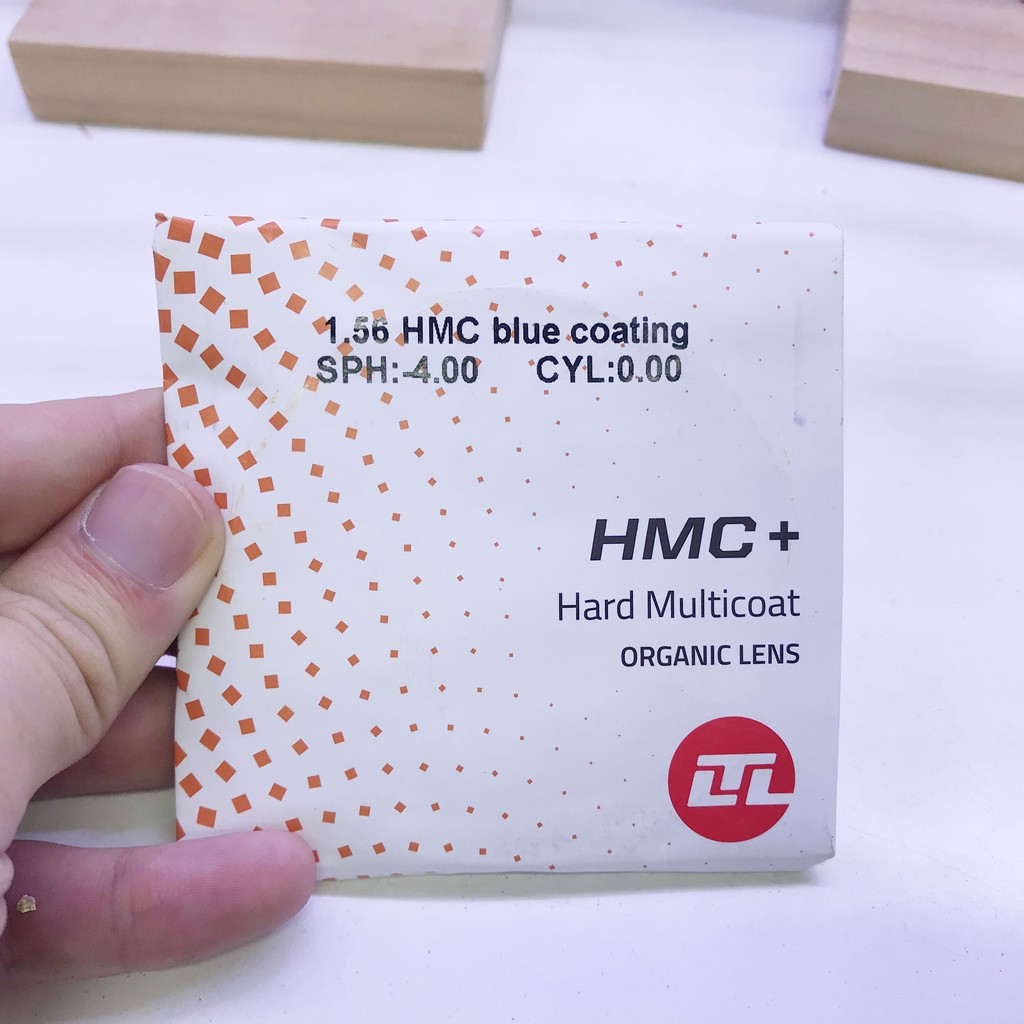 1.56 HMC blue coating
SPH:-4.00 CYL:0.00
HMC+
Hard Multicoat
ORGANIC LENS